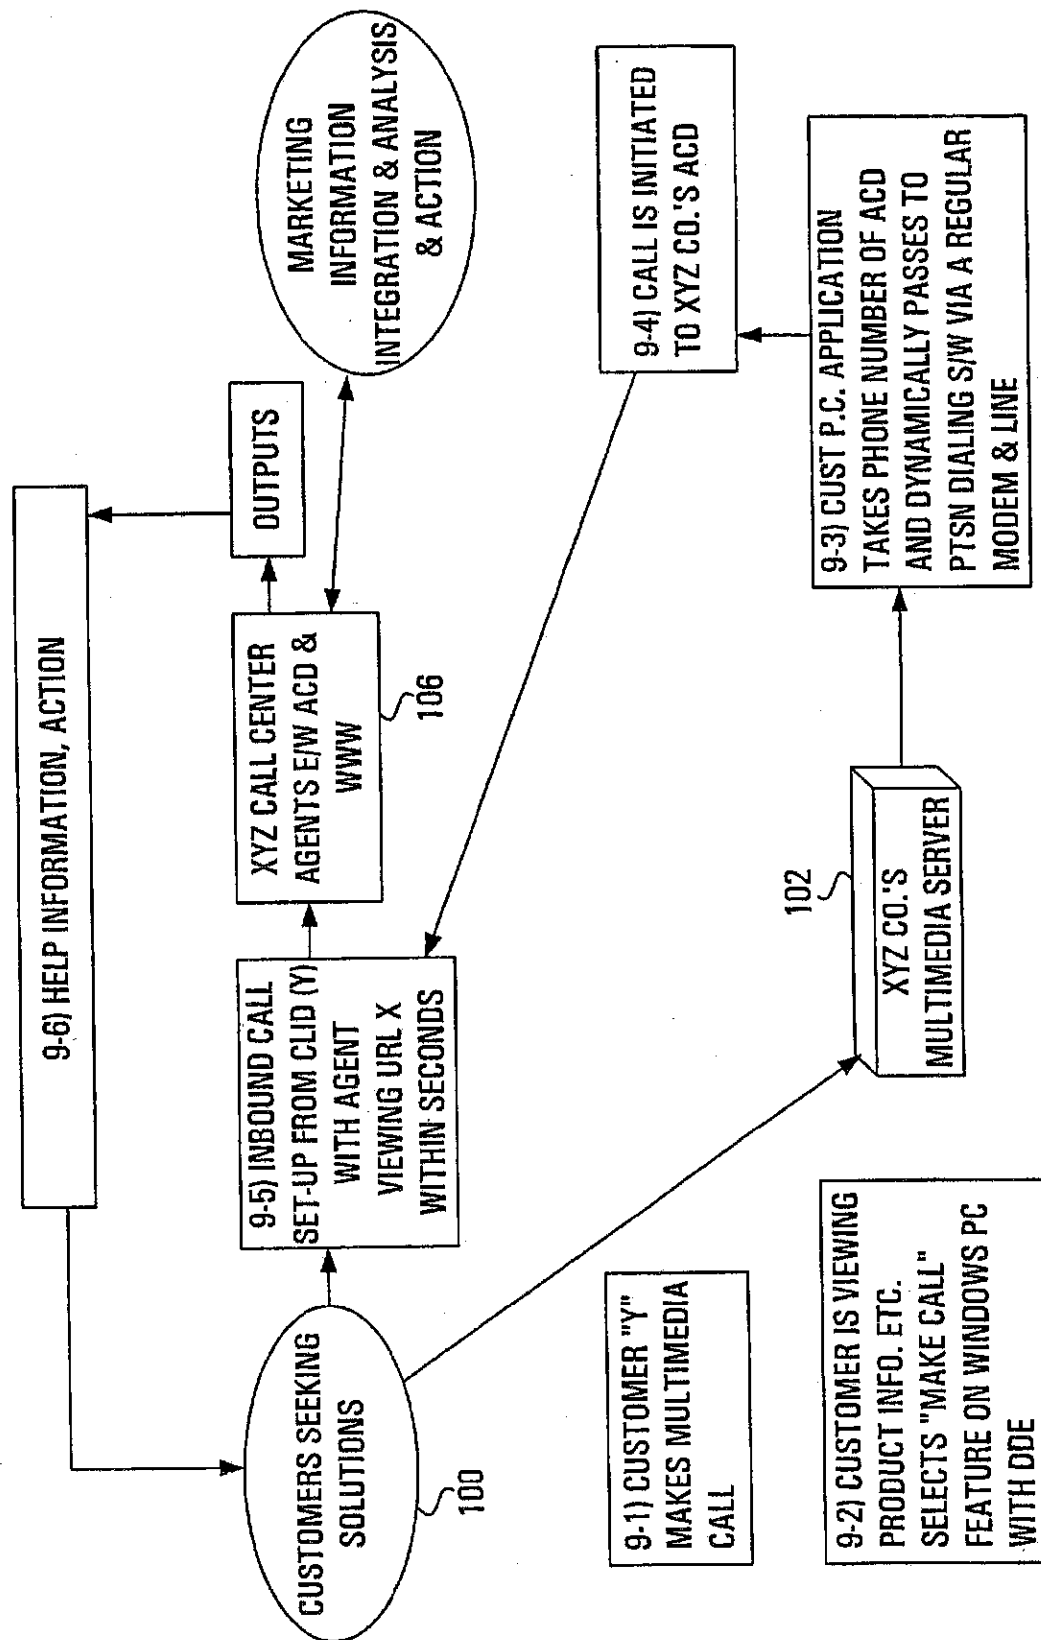 9-6) HELP INFORMATION, ACTION
CUSTOMERS SEEKING
SOLUTIONS
100
9-5) INBOUND CALL
SET-UP FROM CLID (Y)
WITH AGENT
VIEWING URL X
WITHIN SECONDS
XYZ CALL CENTER
AGENTS E/W ACD &
WWW
106
OUTPUTS
MARKETING
INFORMATION
INTEGRATION & ANALYSIS
& ACTION
9-1) CUSTOMER "Y"
MAKES MULTIMEDIA
CALL
9-4) CALL IS INITIATED
TO XYZ CO.'S ACD
9-2) CUSTOMER IS VIEWING
PRODUCT INFO. ETC.
SELECTS "MAKE CALL"
FEATURE ON WINDOWS PC
WITH DDE
102
XYZ CO.'S
MULTIMEDIA SERVER
9-3) CUST P.C. APPLICATION
TAKES PHONE NUMBER OF ACD
AND DYNAMICALLY PASSES TO
PTSN DIALING S/W VIA A REGULAR
MODEM & LINE